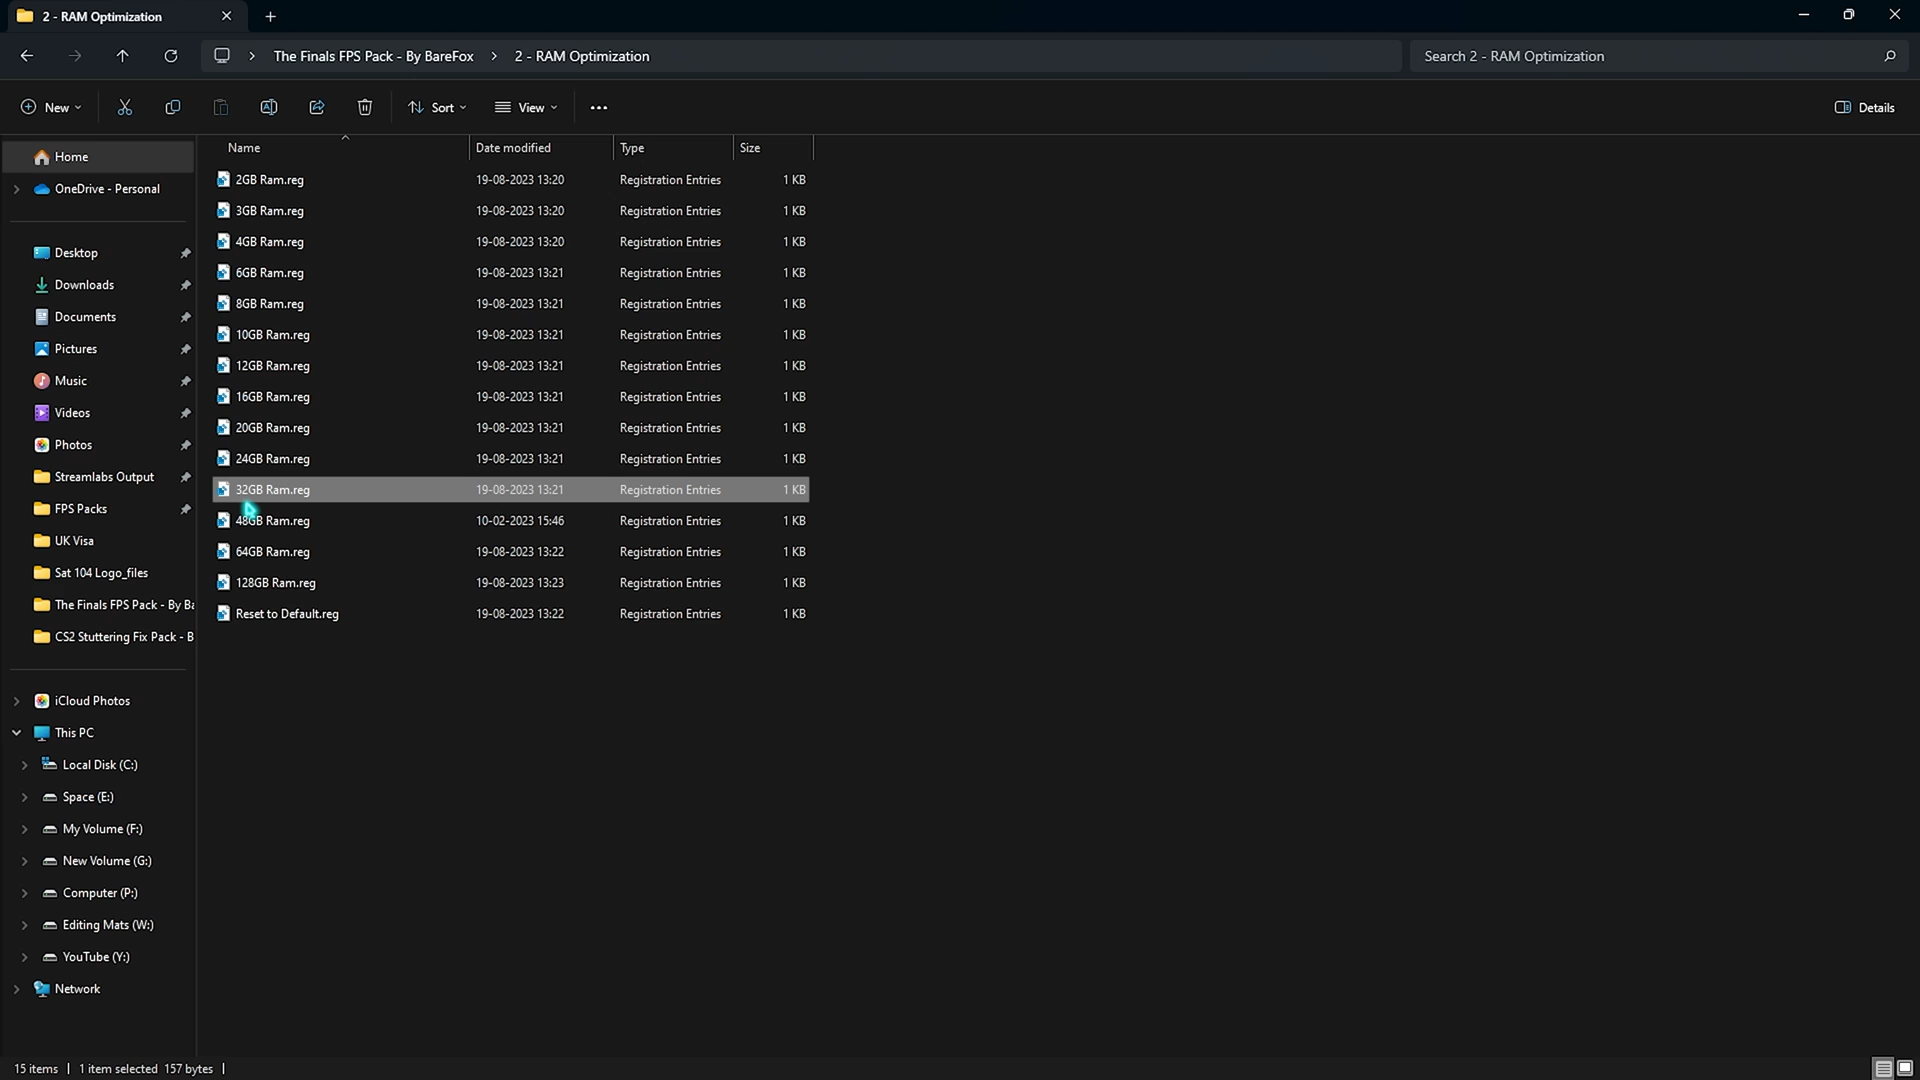 2 - RAM Optimization
The Finals FPS Pack - By BareFox > 2 - RAM Optimization
Search 2 - RAM Optimization
New
Sort
View
Details
Name Date modified Type Size
Home
OneDrive - Personal
Desktop
Downloads
Documents
Pictures
Music
Videos
Photos
Streamlabs Output
FPS Packs
UK Visa
Sat 104 Logo_files
The Finals FPS Pack - By Ba
CS2 Stuttering Fix Pack - B
iCloud Photos
This PC
Local Disk (C:)
Space (E:)
My Volume (F:)
New Volume (G:)
Computer (P:)
Editing Mats (W:)
YouTube (Y:)
Network
2GB Ram.reg 19-08-2023 13:20 Registration Entries 1 KB
3GB Ram.reg 19-08-2023 13:20 Registration Entries 1 KB
4GB Ram.reg 19-08-2023 13:20 Registration Entries 1 KB
6GB Ram.reg 19-08-2023 13:21 Registration Entries 1 KB
8GB Ram.reg 19-08-2023 13:21 Registration Entries 1 KB
10GB Ram.reg 19-08-2023 13:21 Registration Entries 1 KB
12GB Ram.reg 19-08-2023 13:21 Registration Entries 1 KB
16GB Ram.reg 19-08-2023 13:21 Registration Entries 1 KB
20GB Ram.reg 19-08-2023 13:21 Registration Entries 1 KB
24GB Ram.reg 19-08-2023 13:21 Registration Entries 1 KB
32GB Ram.reg 19-08-2023 13:21 Registration Entries 1 KB
48GB Ram.reg 10-02-2023 15:46 Registration Entries 1 KB
64GB Ram.reg 19-08-2023 13:22 Registration Entries 1 KB
128GB Ram.reg 19-08-2023 13:23 Registration Entries 1 KB
Reset to Default.reg 19-08-2023 13:22 Registration Entries 1 KB
15 items | 1 item selected 157 bytes |